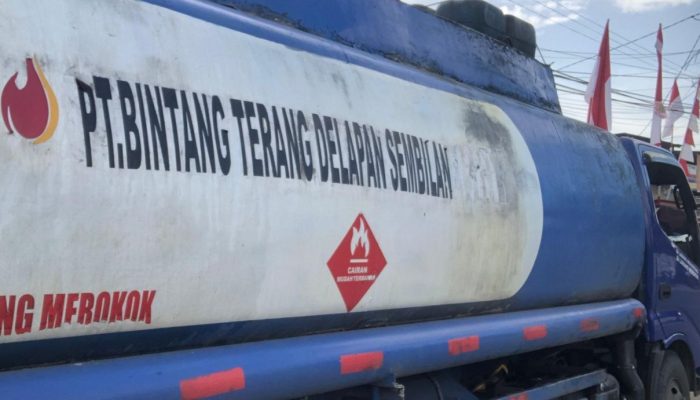 PT.BINTANG TERANG DELAPAN SEMBILAN
CAIRAN
MUDAH TERBAKAR
NG MEROKOK